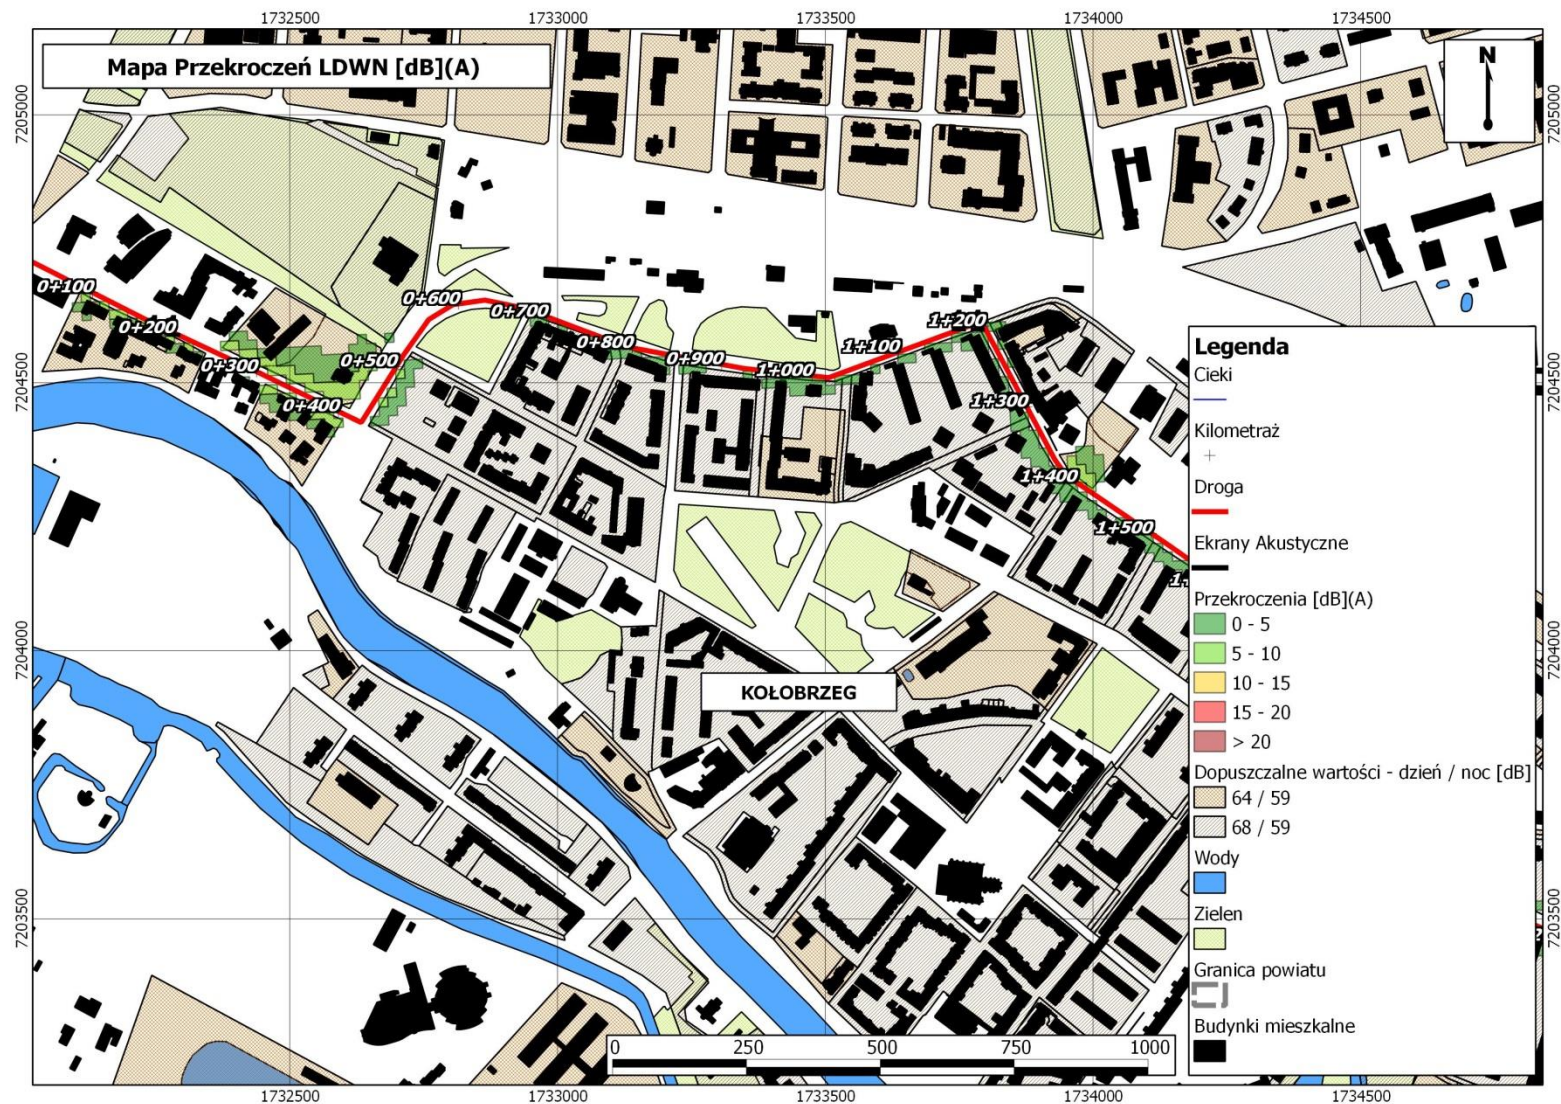 1732500 1733000 1733500 1734000 1734500
Mapa Przekroczeń LDWN [dB](A)
N
7205000 7205000
0+100
0+200
0+300
0+400
0+500
0+600
0+700
0+800
0+900
1+000
1+100
1+200
1+300
1+400
1+500
7204500 7204500
7204000 7204000
7203500 7203500
KOŁOBRZEG
Legenda
Cieki
Kilometraż
Droga
Ekrany Akustyczne
Przekroczenia [dB](A)
0 - 5
5 - 10
10 - 15
15 - 20
> 20
Dopuszczalne wartości - dzień / noc [dB]
64 / 59
68 / 59
Wody
Zielen
Granica powiatu
Budynki mieszkalne
0 250 500 750 1000
1732500 1733000 1733500 1734000 1734500